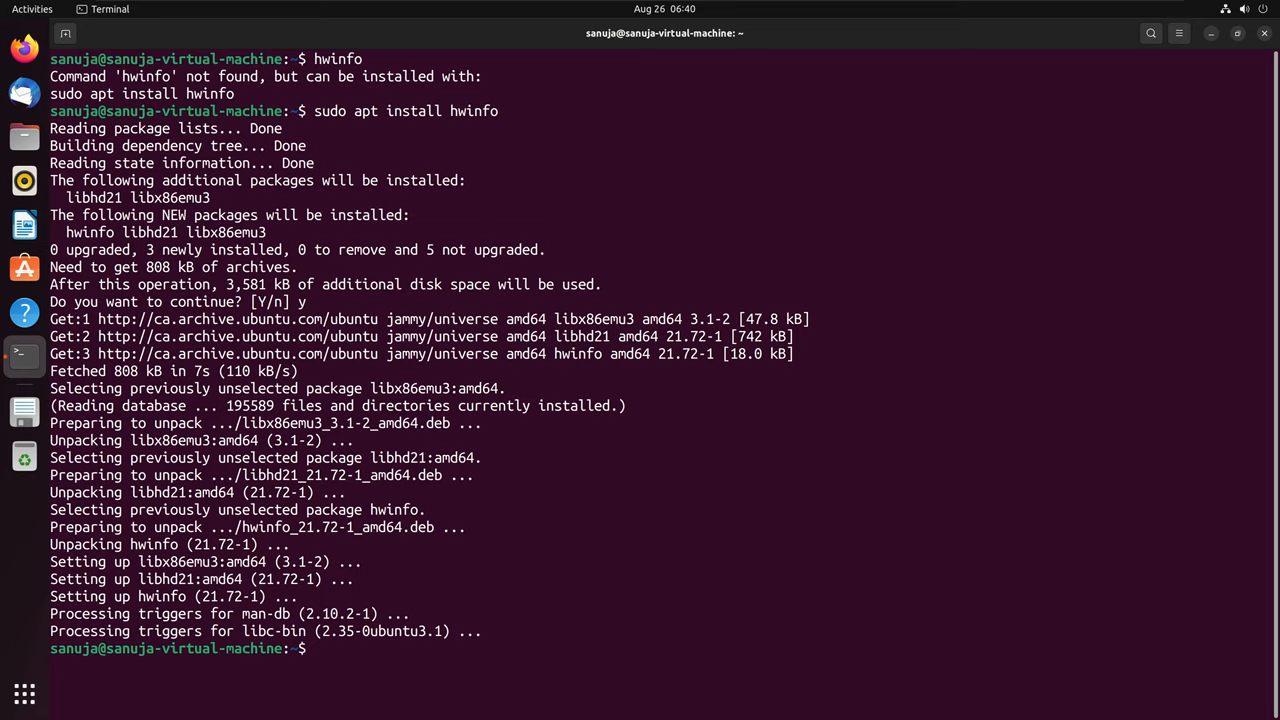 Activities Terminal Aug 26 06:40
sanuja@sanuja-virtual-machine: ~
sanuja@sanuja-virtual-machine:~$ hwinfo
Command 'hwinfo' not found, but can be installed with:
sudo apt install hwinfo
sanuja@sanuja-virtual-machine:~$ sudo apt install hwinfo
Reading package lists... Done
Building dependency tree... Done
Reading state information... Done
The following additional packages will be installed:
  libhd21 libx86emu3
The following NEW packages will be installed:
  hwinfo libhd21 libx86emu3
0 upgraded, 3 newly installed, 0 to remove and 5 not upgraded.
Need to get 808 kB of archives.
After this operation, 3,581 kB of additional disk space will be used.
Do you want to continue? [Y/n] y
Get:1 http://ca.archive.ubuntu.com/ubuntu jammy/universe amd64 libx86emu3 amd64 3.1-2 [47.8 kB]
Get:2 http://ca.archive.ubuntu.com/ubuntu jammy/universe amd64 libhd21 amd64 21.72-1 [742 kB]
Get:3 http://ca.archive.ubuntu.com/ubuntu jammy/universe amd64 hwinfo amd64 21.72-1 [18.0 kB]
Fetched 808 kB in 7s (110 kB/s)
Selecting previously unselected package libx86emu3:amd64.
(Reading database ... 195589 files and directories currently installed.)
Preparing to unpack .../libx86emu3_3.1-2_amd64.deb ...
Unpacking libx86emu3:amd64 (3.1-2) ...
Selecting previously unselected package libhd21:amd64.
Preparing to unpack .../libhd21_21.72-1_amd64.deb ...
Unpacking libhd21:amd64 (21.72-1) ...
Selecting previously unselected package hwinfo.
Preparing to unpack .../hwinfo_21.72-1_amd64.deb ...
Unpacking hwinfo (21.72-1) ...
Setting up libx86emu3:amd64 (3.1-2) ...
Setting up libhd21:amd64 (21.72-1) ...
Setting up hwinfo (21.72-1) ...
Processing triggers for man-db (2.10.2-1) ...
Processing triggers for libc-bin (2.35-0ubuntu3.1) ...
sanuja@sanuja-virtual-machine:~$